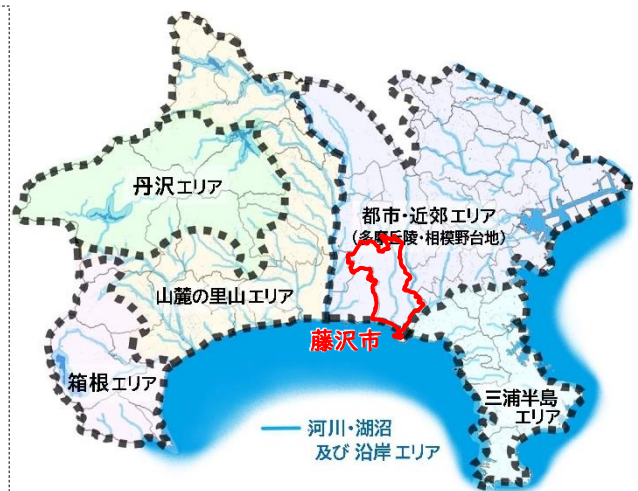 丹沢エリア
都市・近郊エリア
(多摩丘陵・相模野台地)
山麓の里山エリア
藤沢市
箱根エリア
三浦半島
エリア
河川・湖沼
及び 沿岸エリア